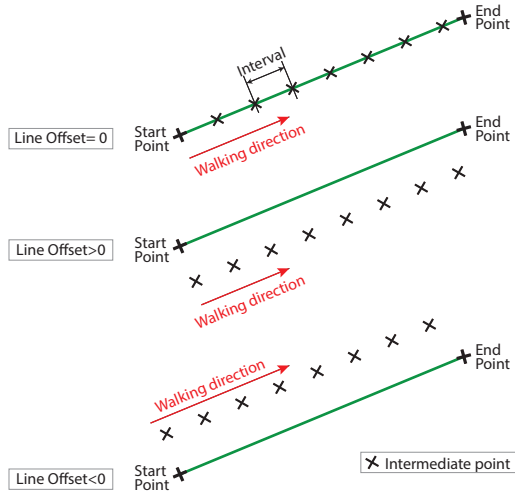 End
Point
Interval
Start
Point
Line Offset= 0
Walking direction
End
Point
Start
Point
Line Offset>0
Walking direction
Walking direction
End
Point
Intermediate point
Start
Point
Line Offset<0